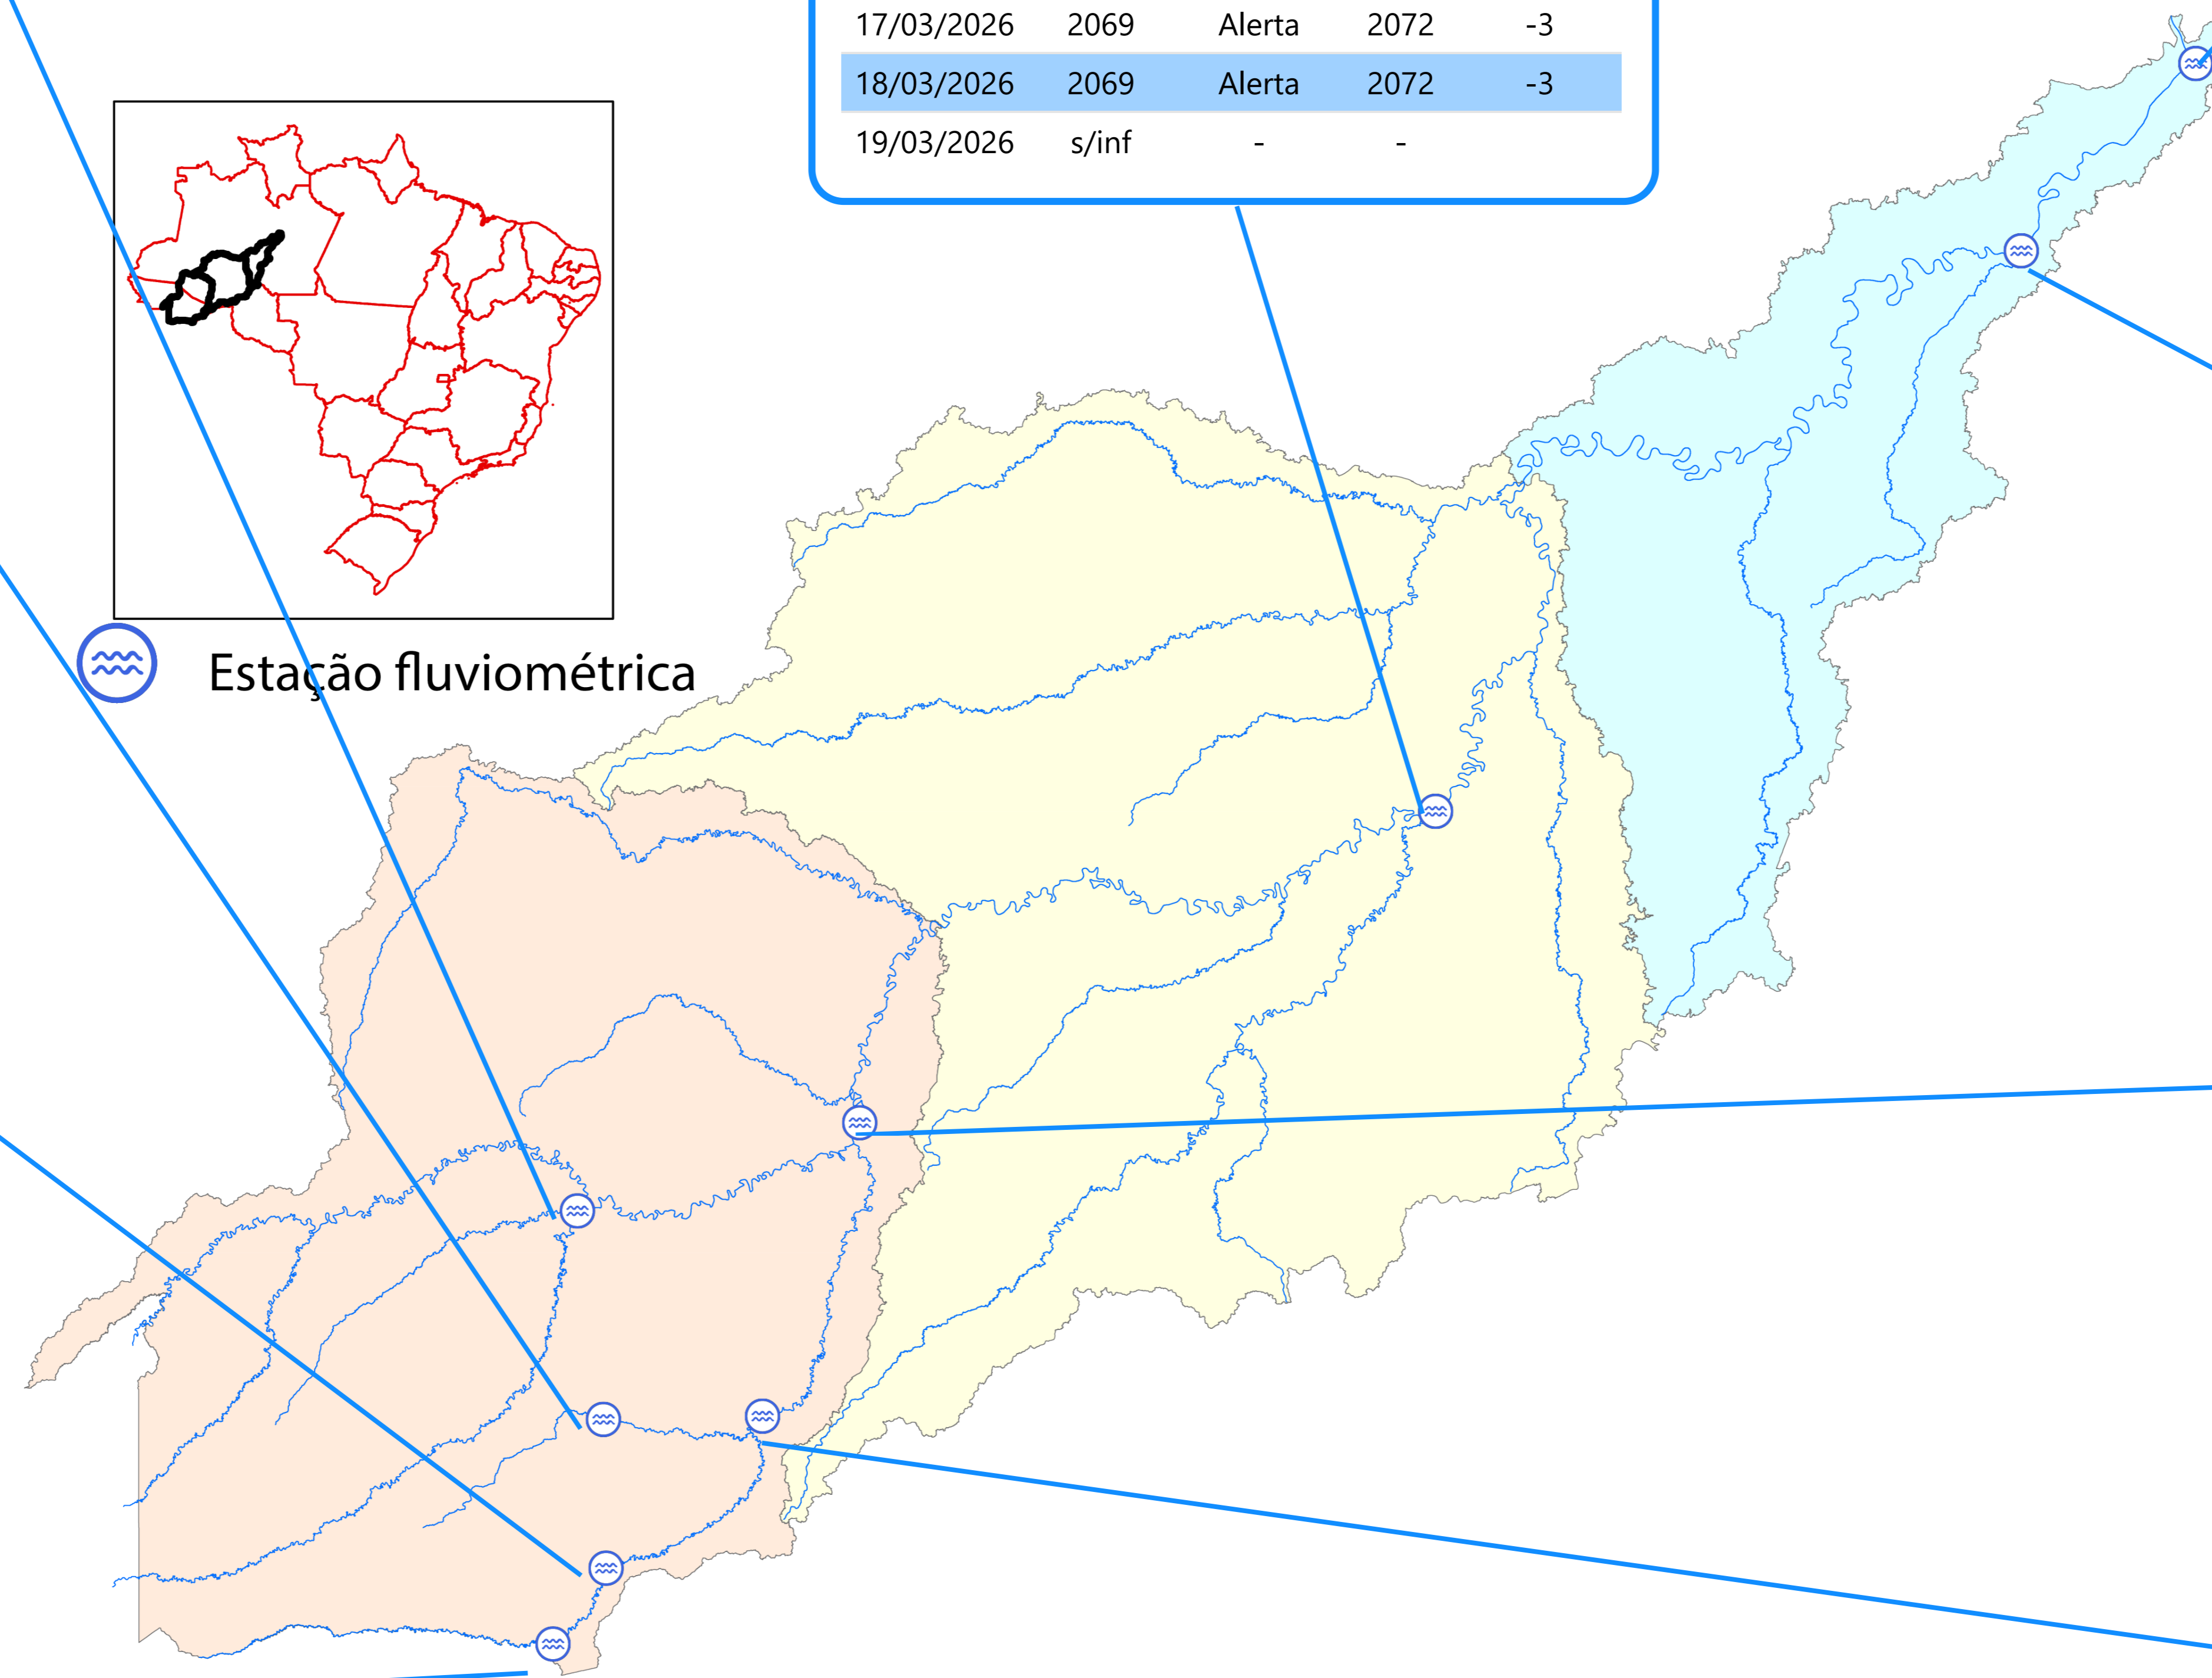 17/03/2026 2069 Alerta 2072 -3
18/03/2026 2069 Alerta 2072 -3
19/03/2026 s/inf - -
Estação fluviométrica